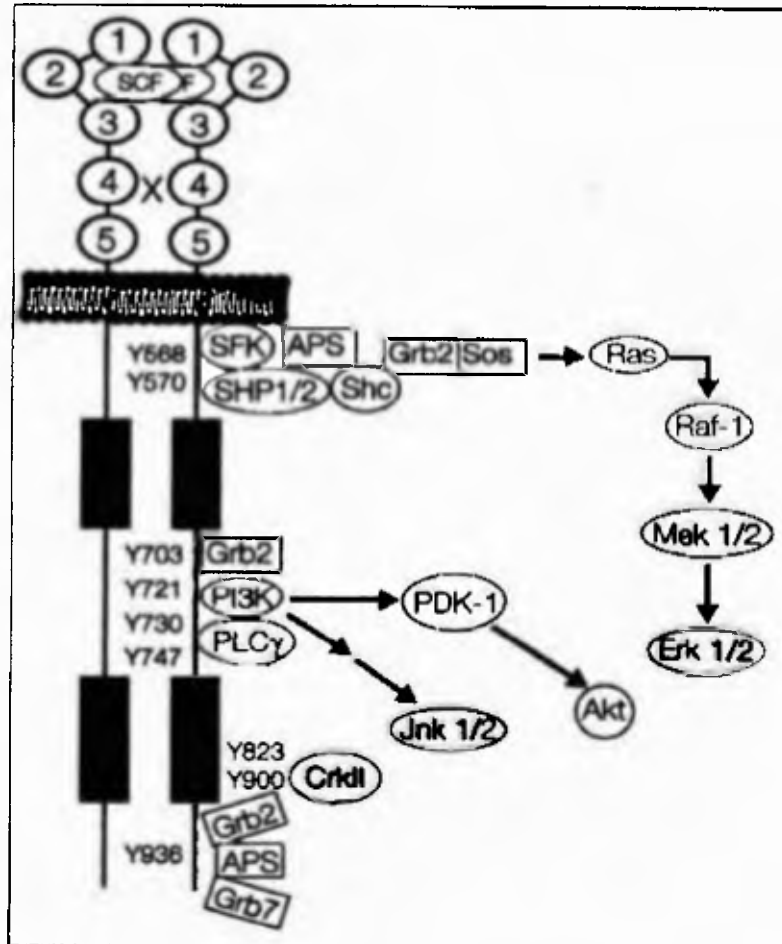 1 1
2 SCF F 2
3 3
4 X 4
5 5
Y568 SFK APS Grb2 Sos Ras
Y570 SHP1/2 Shc
Raf-1
Mek 1/2
Y703 Grb2
Y721 PI3K PDK-1
Y730 PLCγ
Y747
Erk 1/2
Akt
Jnk 1/2
Y823
Y900 CrkII
Grb2
Y936 APS
Grb7